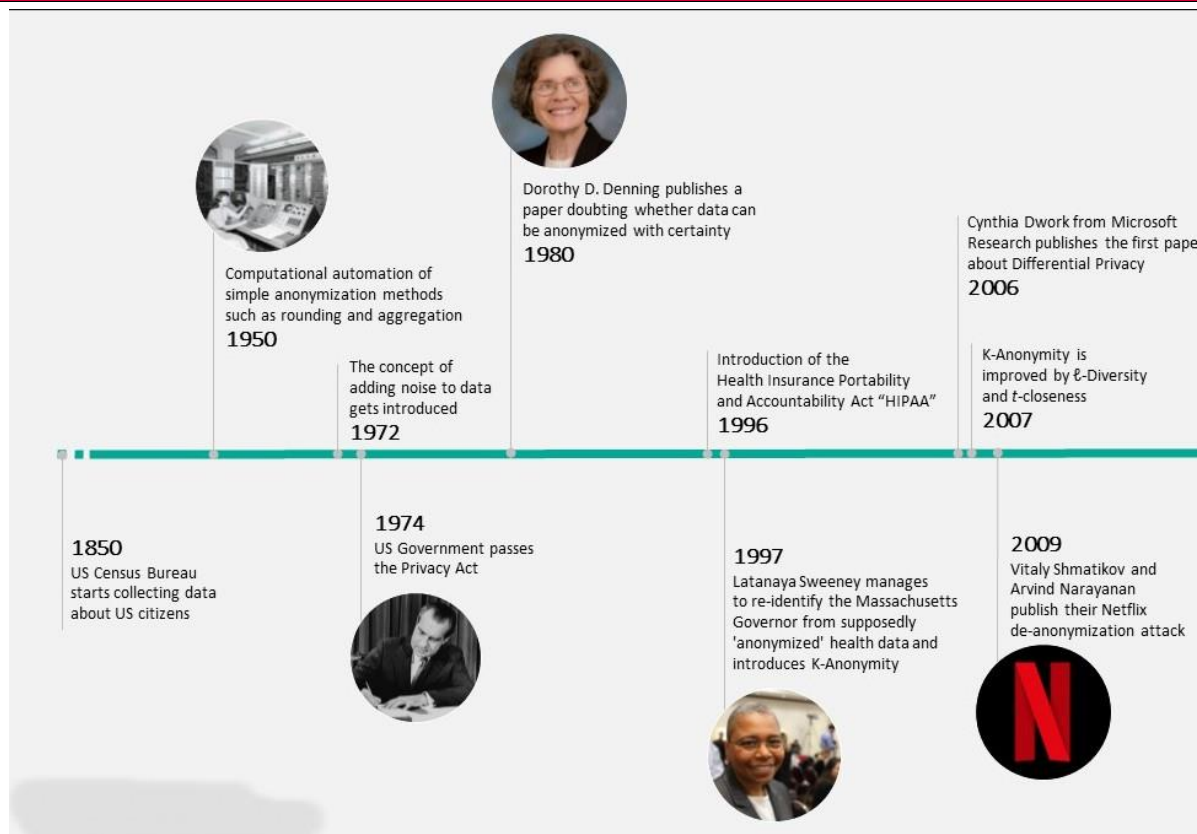 Dorothy D. Denning publishes a
paper doubting whether data can
be anonymized with certainty
1980
Computational automation of
simple anonymization methods
such as rounding and aggregation
1950
Cynthia Dwork from Microsoft
Research publishes the first pape
about Differential Privacy
2006
The concept of
adding noise to data
gets introduced
1972
Introduction of the
Health Insurance Portability
and Accountability Act “HIPAA”
1996
K-Anonymity is
improved by ℓ-Diversity
and t-closeness
2007
1850
US Census Bureau
starts collecting data
about US citizens
1974
US Government passes
the Privacy Act
1997
Latanaya Sweeney manages
to re-identify the Massachusetts
Governor from supposedly
'anonymized' health data and
introduces K-Anonymity
2009
Vitaly Shmatikov and
Arvind Narayanan
publish their Netflix
de-anonymization attack
N